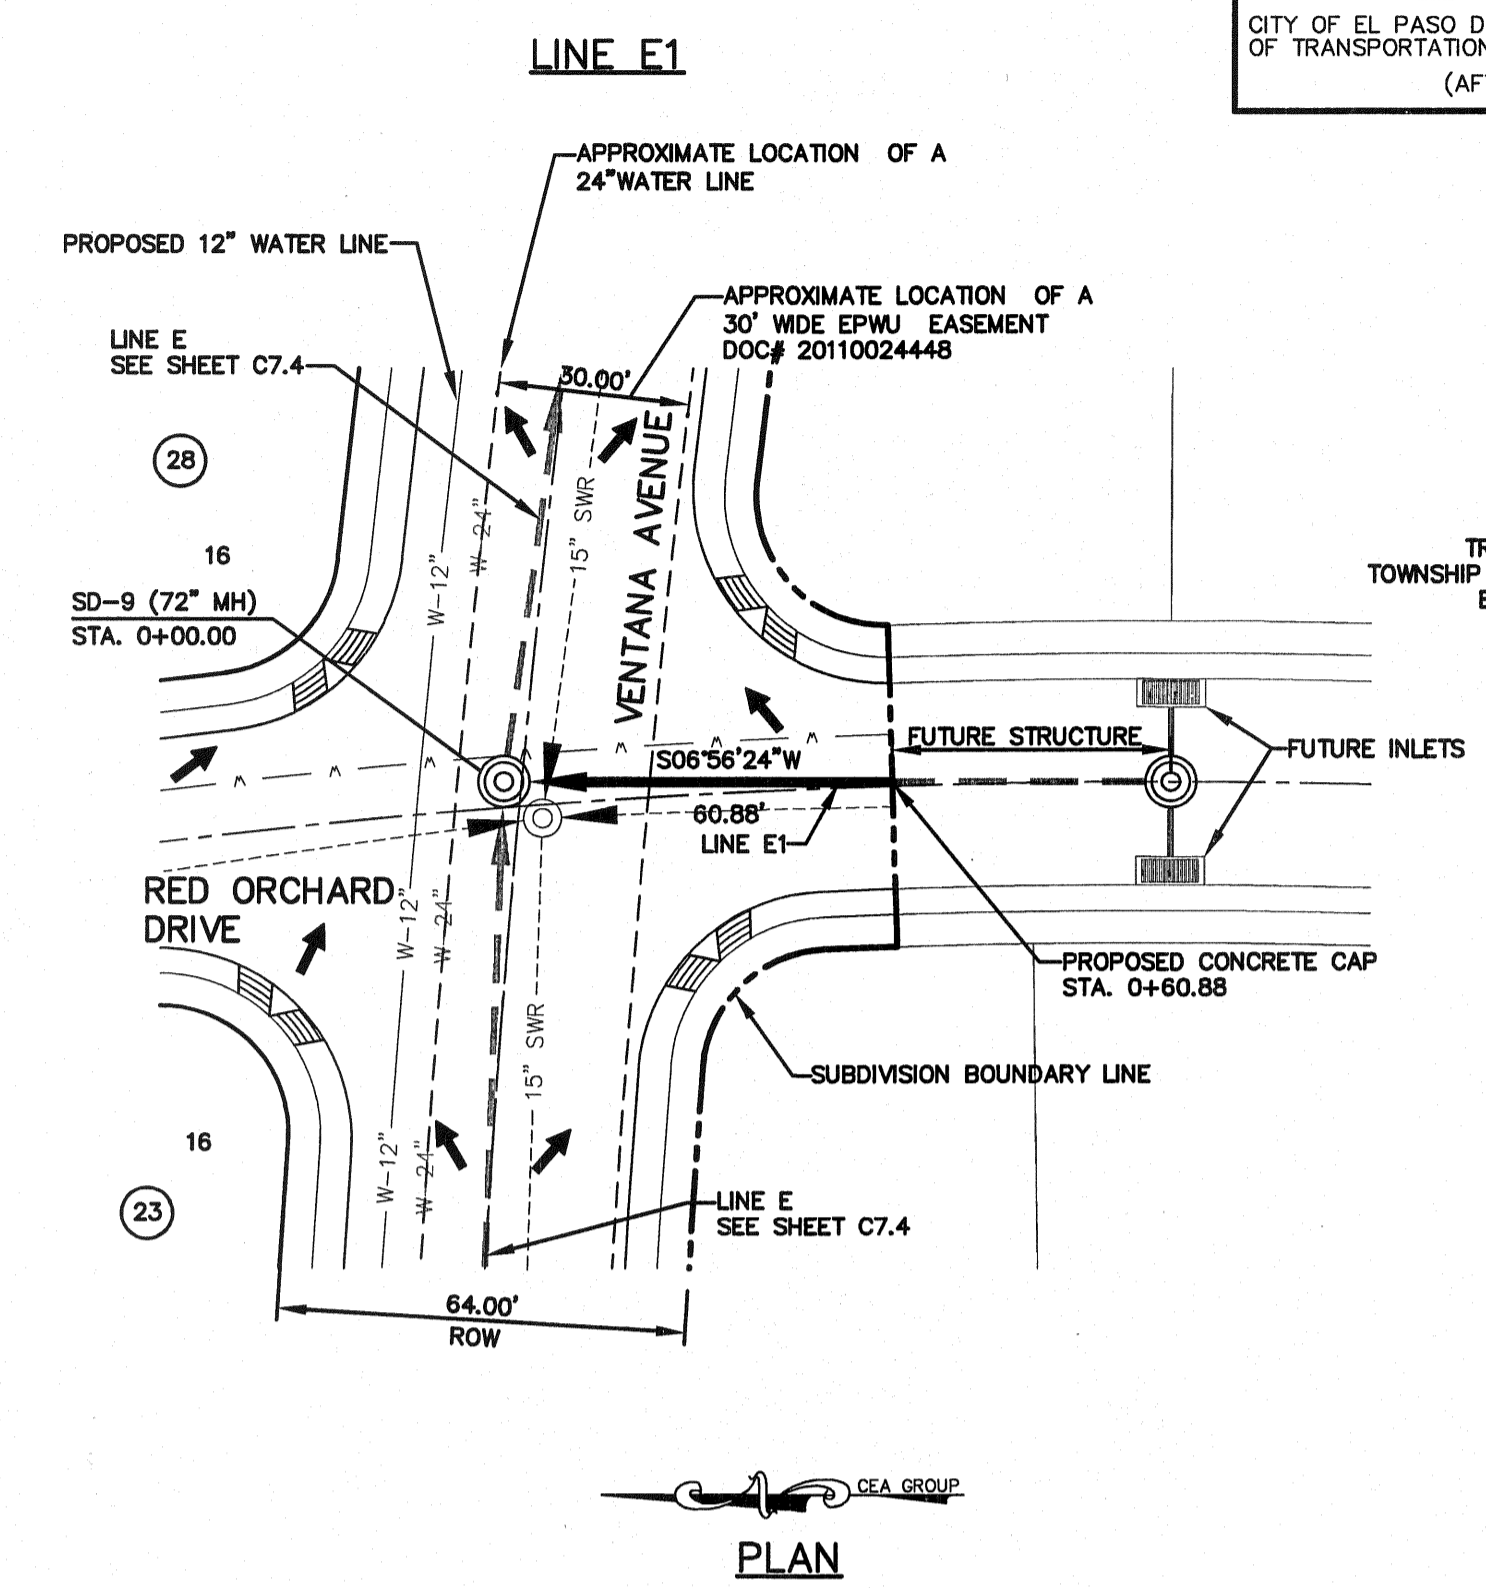 LINE E1
CITY OF EL PASO D
OF TRANSPORTATION
(AF
APPROXIMATE LOCATION OF A
24" WATER LINE
PROPOSED 12" WATER LINE
APPROXIMATE LOCATION OF A
30' WIDE EPWU EASEMENT
DOC# 20110024448
LINE E
SEE SHEET C7.4
30.00'
28
16
SD-9 (72" MH)
STA. 0+00.00
W-12"
W 24"
15" SWR
VENTANA AVENUE
TR
TOWNSHIP
E
S06°56'24"W
60.88'
LINE E1
FUTURE STRUCTURE
FUTURE INLETS
W
W
W
W
W
W
RED ORCHARD
DRIVE
W-12"
W 24"
15" SWR
PROPOSED CONCRETE CAP
STA. 0+60.88
SUBDIVISION BOUNDARY LINE
16
23
W-12"
W 24"
LINE E
SEE SHEET C7.4
64.00'
ROW
CEA GROUP
PLAN